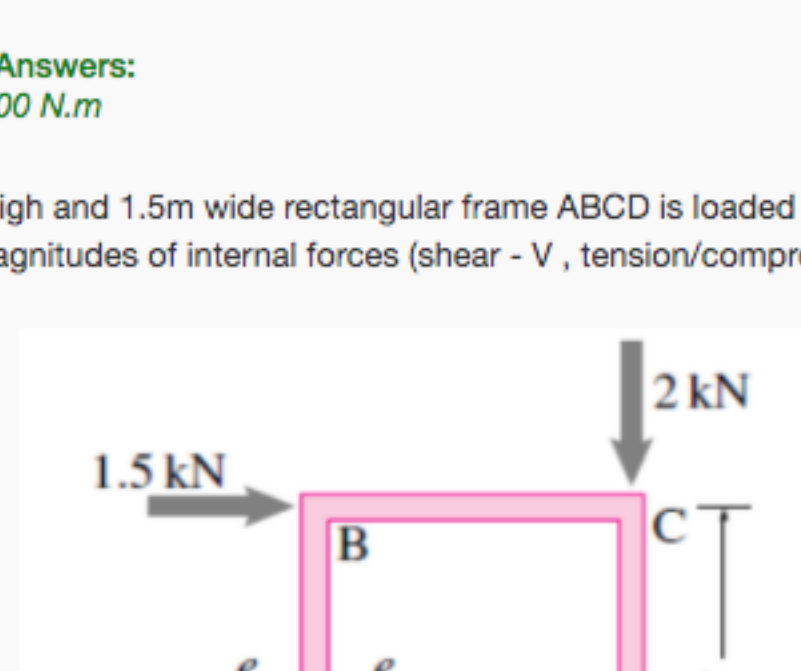 Answers:
00 N.m
igh and 1.5m wide rectangular frame ABCD is loaded
agnitudes of internal forces (shear - V , tension/compr
2 kN
1.5 kN
B
C
e e